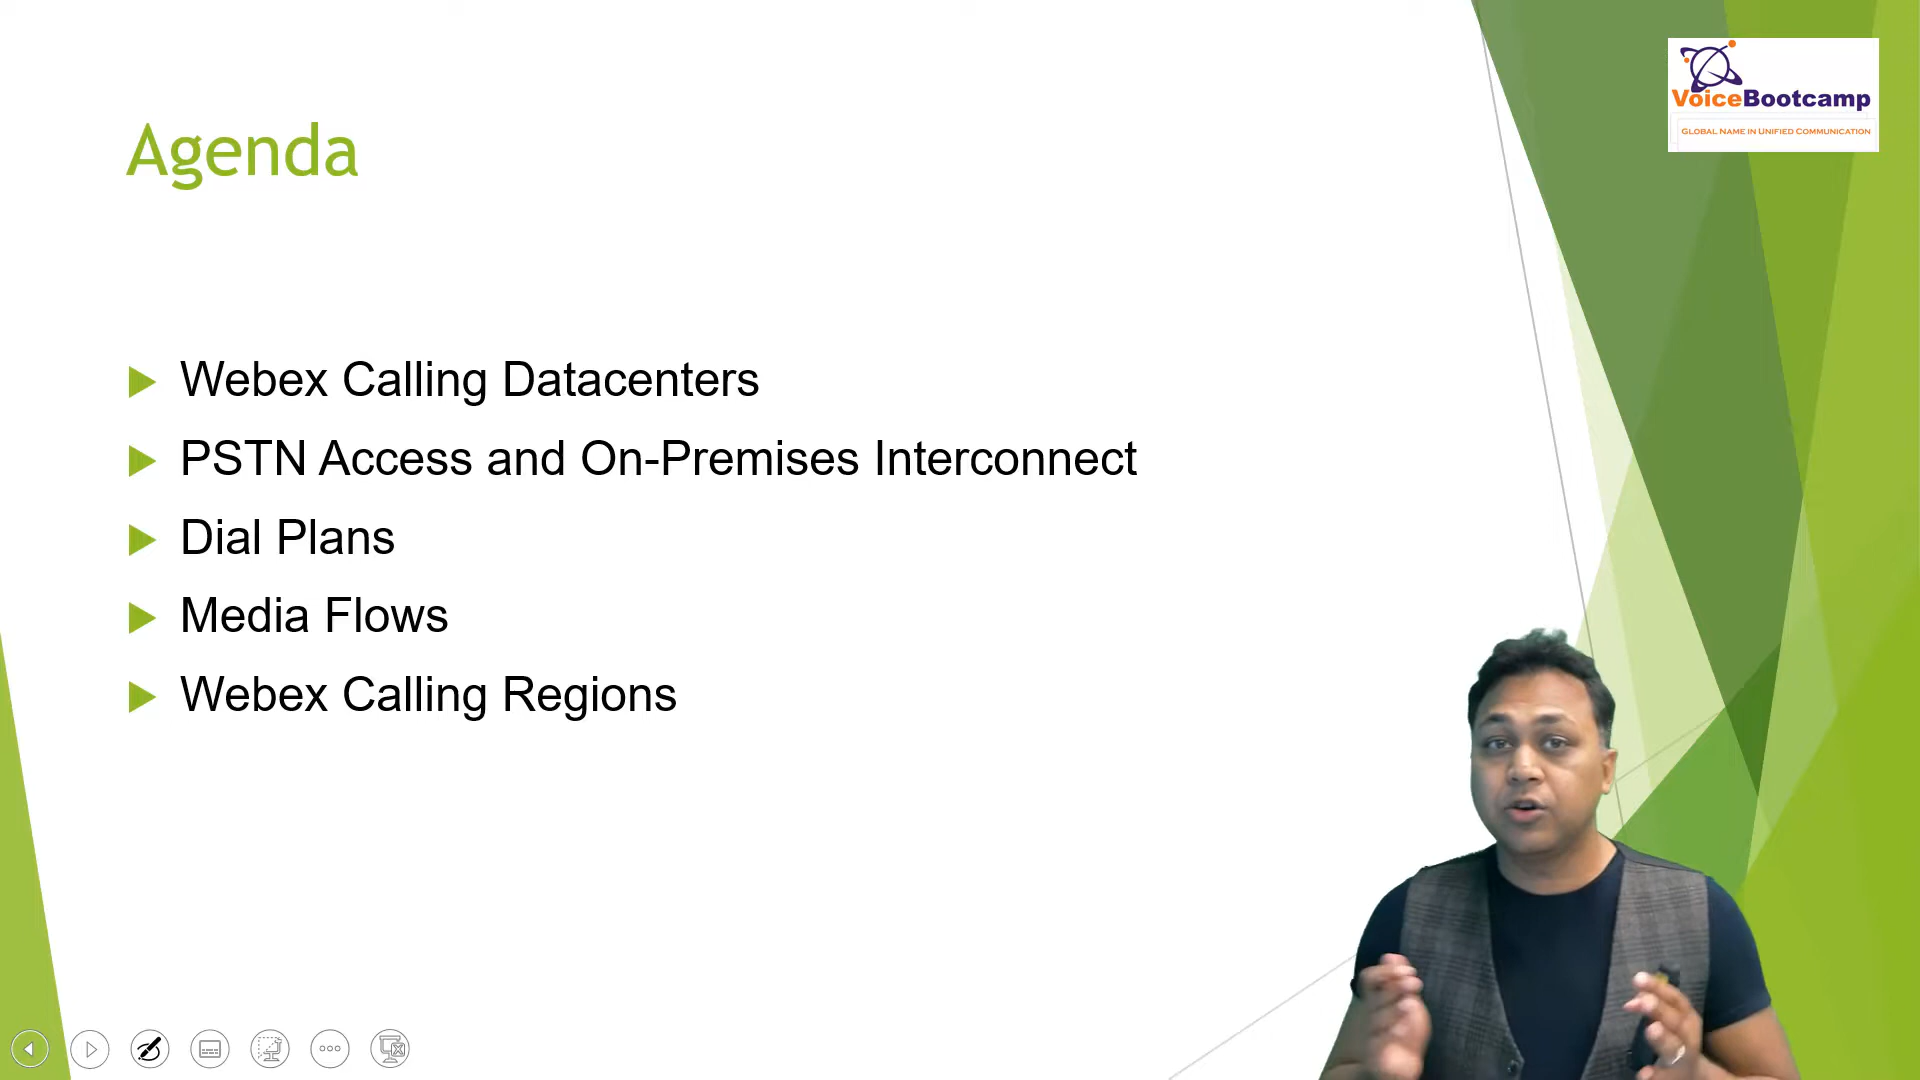 VoiceBootcamp
GLOBAL NAME IN UNIFIED COMMUNICATION
Agenda
Webex Calling Datacenters
PSTN Access and On-Premises Interconnect
Dial Plans
Media Flows
Webex Calling Regions